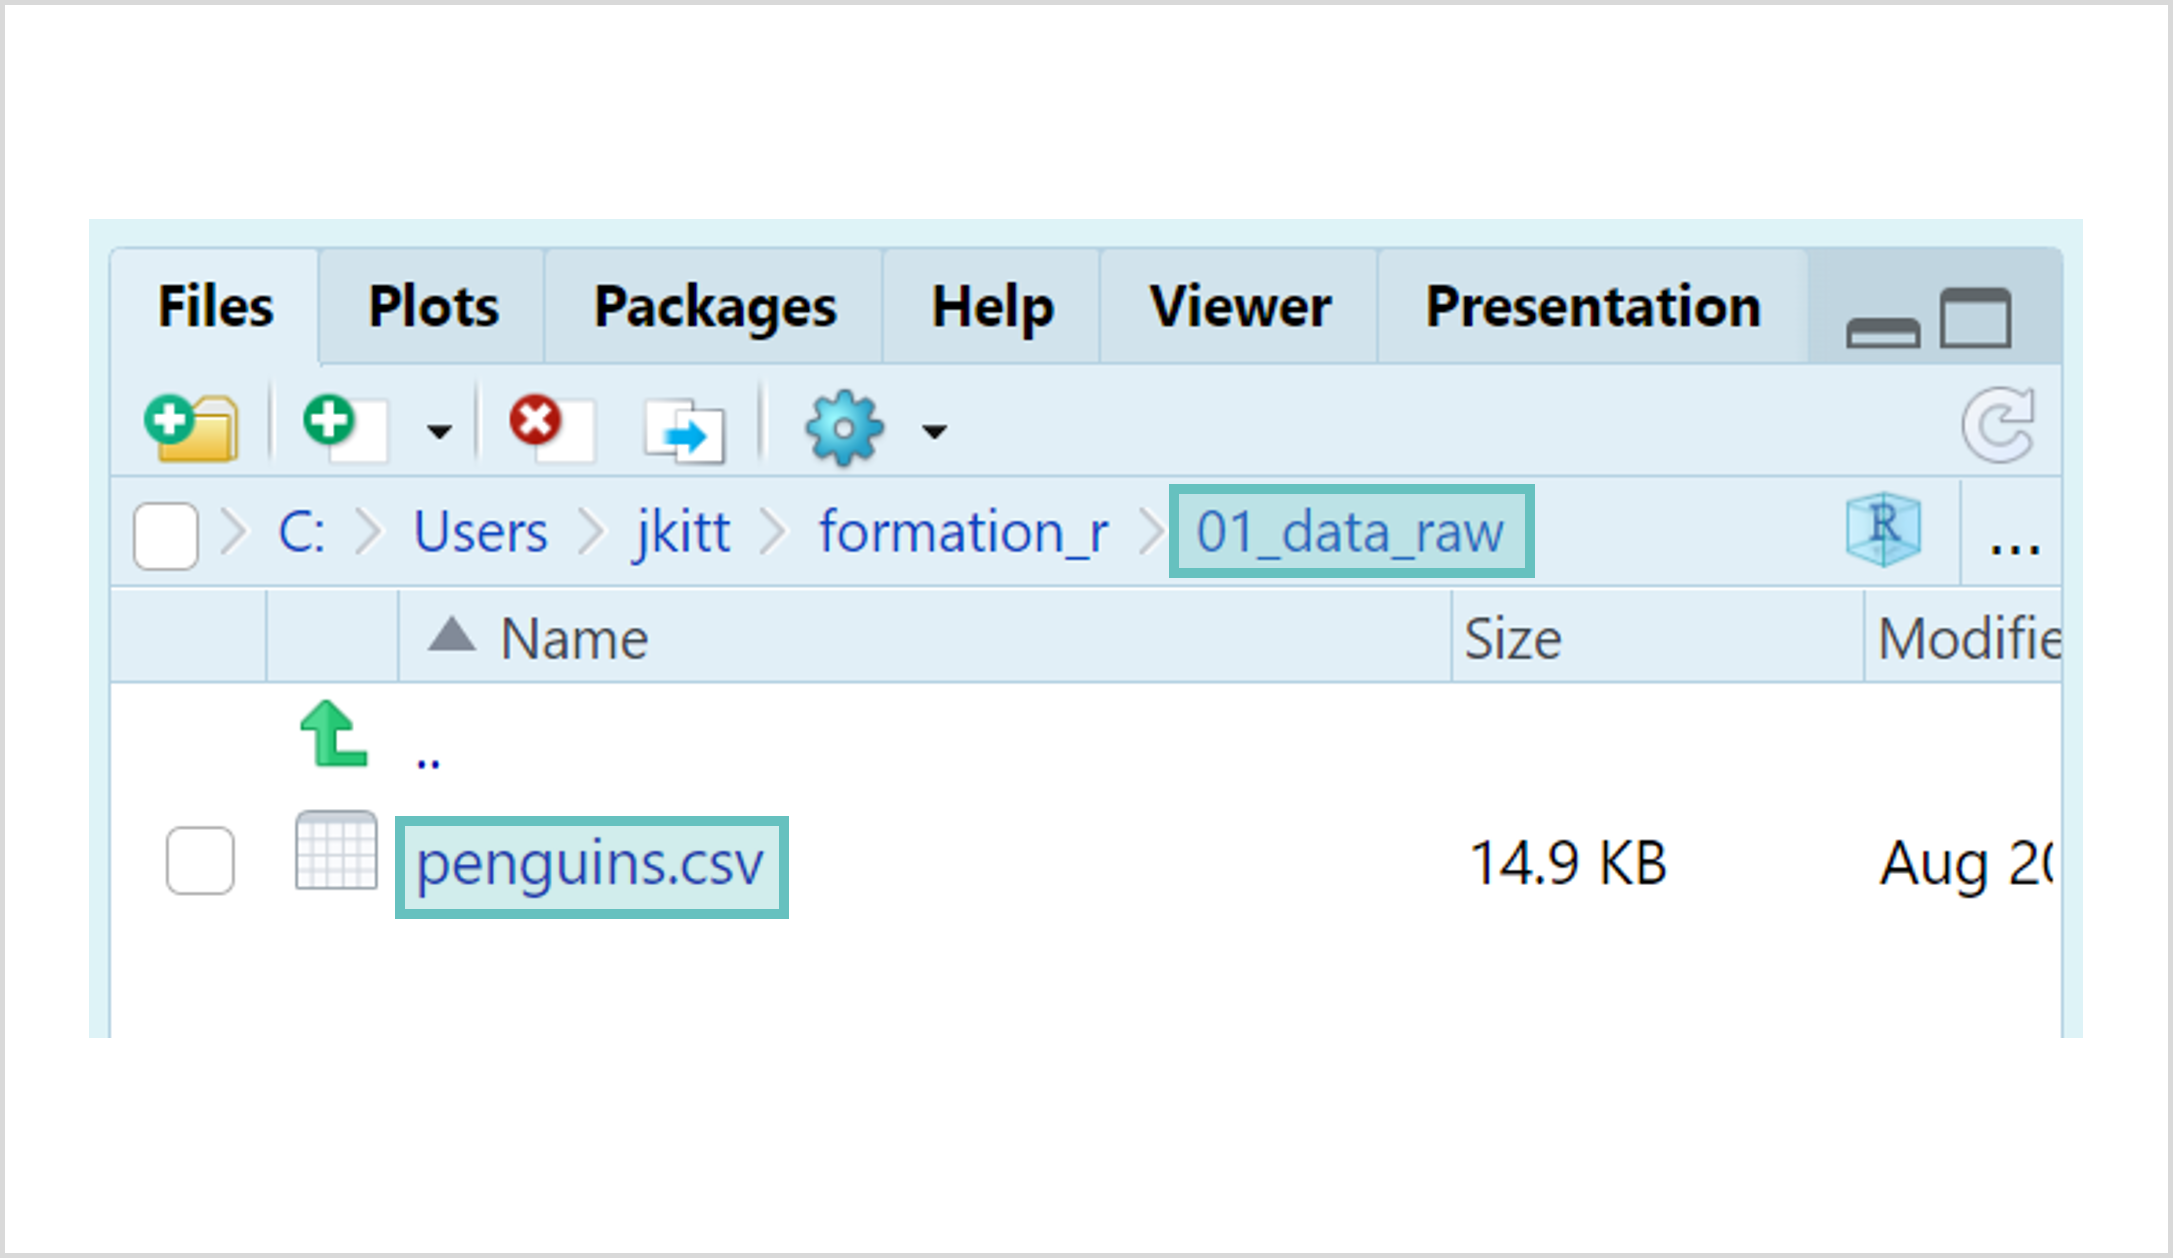 Files Plots Packages Help Viewer Presentation
C: Users jkitt formation_r 01_data_raw R ...
Name Size Modifie
..
penguins.csv 14.9 KB Aug 20